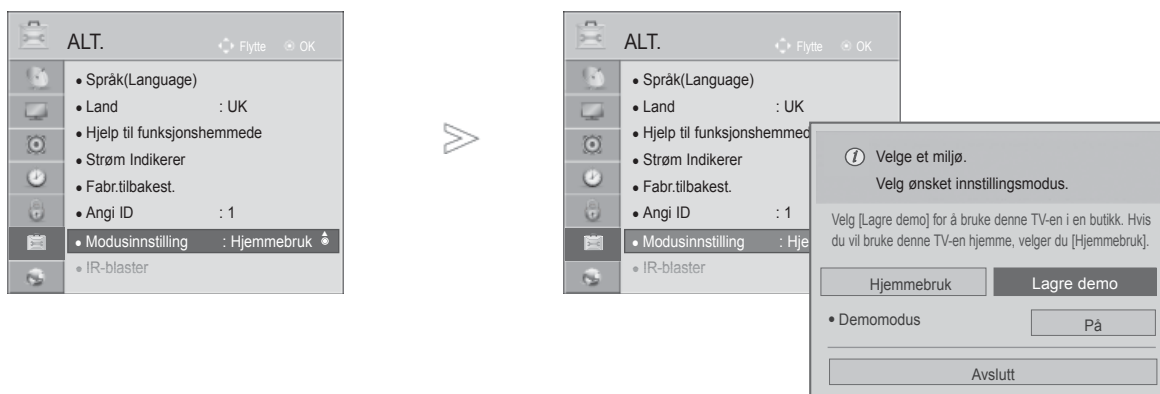 ALT.
Flytte OK
• Språk(Language)
• Land : UK
• Hjelp til funksjonshemmede
• Strøm Indikerer
• Fabr.tilbakest.
• Angi ID : 1
• Modusinnstilling : Hjemmebruk
• IR-blaster
ALT.
Flytte OK
• Språk(Language)
• Land : UK
• Hjelp til funksjonshemmed
• Strøm Indikerer
• Fabr.tilbakest.
• Angi ID : 1
• Modusinnstilling : Hje
• IR-blaster
i Velge et miljø.
Velg ønsket innstillingsmodus.
Velg [Lagre demo] for å bruke denne TV-en i en butikk. Hvis
du vil bruke denne TV-en hjemme, velger du [Hjemmebruk].
Hjemmebruk Lagre demo
• Demomodus På
Avslutt